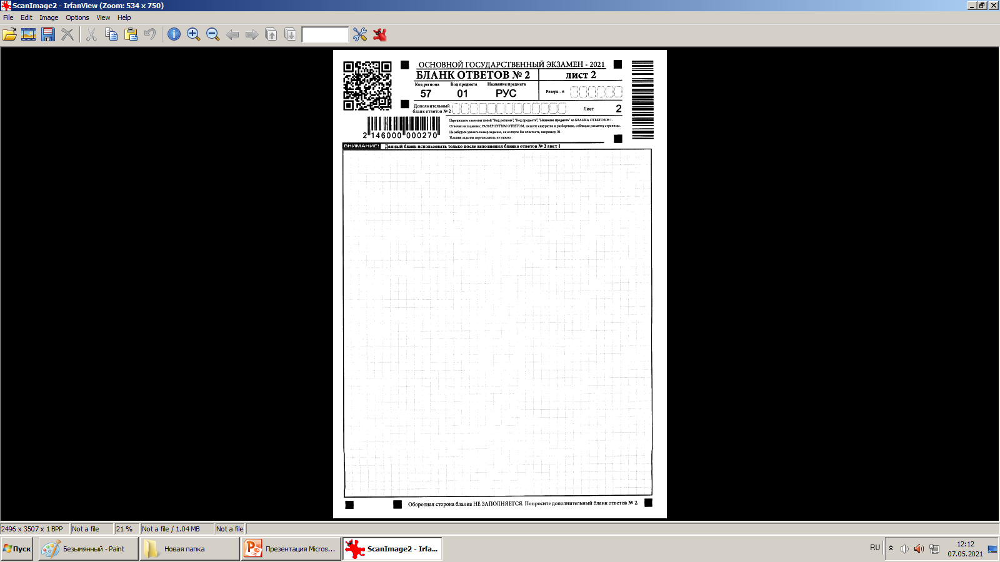 ScanImage2 - IrfanView (Zoom: 534 x 750)
File Edit Image Options View Help
ОСНОВНОЙ ГОСУДАРСТВЕННЫЙ ЭКЗАМЕН - 2021
БЛАНК ОТВЕТОВ № 2 лист 2
Код региона Код предмета Название предмета
57 01 РУС
Резерв - 6
Дополнительный
бланк ответов № 2
Лист 2
2 146000 000270
Перепишите значения полей "Код региона", "Код предмета", "Название предмета" из БЛАНКА ОТВЕТОВ № 1.
Отвечая на задания с РАЗВЕРНУТЫМ ОТВЕТОМ, пишите аккуратно и разборчиво, соблюдая разметку страницы.
Не забудьте указать номер задания, на которое Вы отвечаете, например, 31.
Условия задания переписывать не нужно.
ВНИМАНИЕ! Данный бланк использовать только после заполнения бланка ответов № 2 лист 1
Оборотная сторона бланка НЕ ЗАПОЛНЯЕТСЯ. Попросите дополнительный бланк ответов № 2.
2496 x 3507 x 1 BPP Not a file 21 % Not a file / 1.04 MB Not a file
Пуск Безымянный - Paint Новая папка Презентация Micros... ScanImage2 - Irfa... RU 12:12
07.05.2021